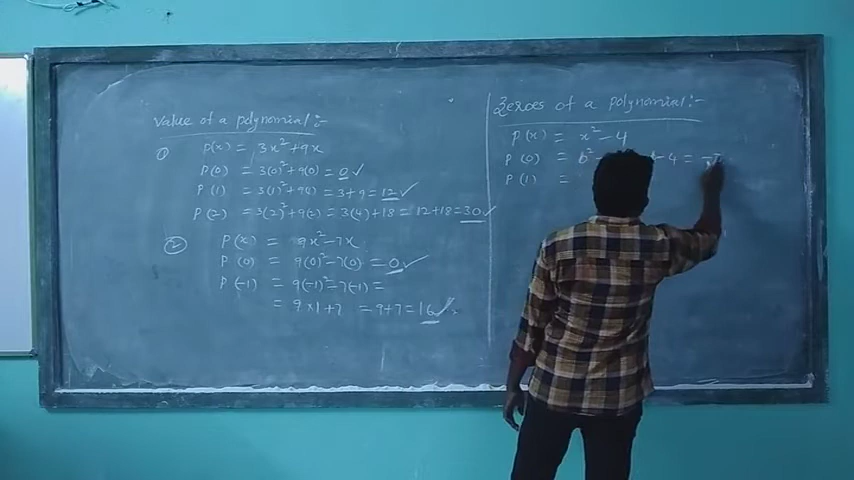 Value of a polynomial:-
① P(x) = 3x²+9x
P(0) = 3(0)²+9(0) = 0 ✓
P(1) = 3(1)²+9(1) = 3+9 = 12 ✓
P(2) = 3(2)²+9(2) = 3(4)+18 = 12+18 = 30 ✓
② P(x) = 9x²-7x
P(0) = 9(0)²-7(0) = 0 ✓
P(-1) = 9(-1)²-7(-1) =
= 9×1+7 = 9+7 = 16 ✓
Zeroes of a polynomial:-
P(x) = x²-4
P(0) = 0²- - 4 =
P(1) =